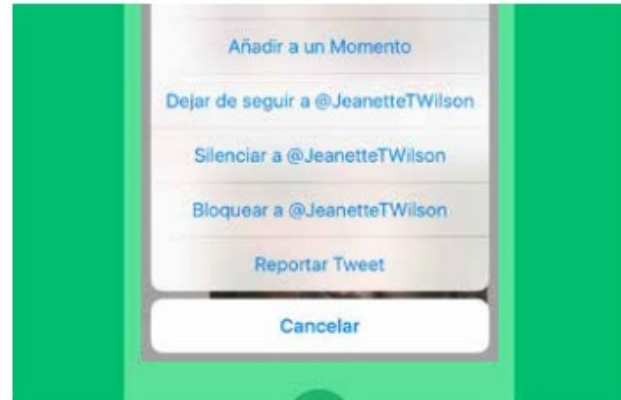 Añadir a un Momento
Dejar de seguir a @JeanetteTWilson
Silenciar a @JeanetteTWilson
Bloquear a @JeanetteTWilson
Reportar Tweet
Cancelar